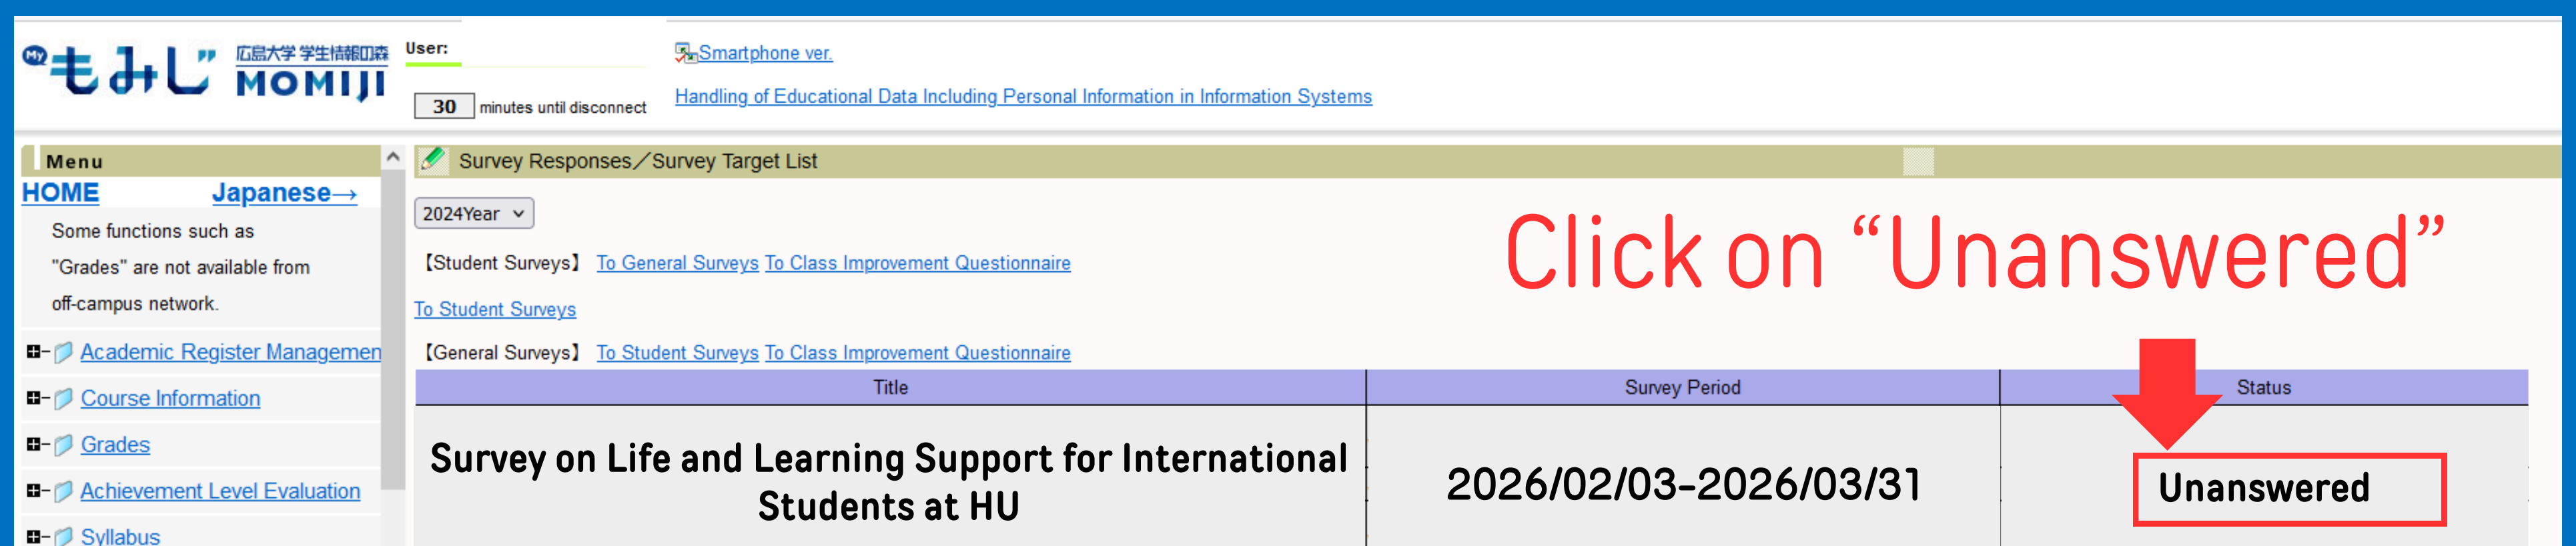 My もみじ 広島大学 学生情報の森
MOMIJI
User:
30 minutes until disconnect
Smartphone ver.
Handling of Educational Data Including Personal Information in Information Systems
Menu
HOME Japanese→
Some functions such as
"Grades" are not available from
off-campus network.
Academic Register Managemen
Course Information
Grades
Achievement Level Evaluation
Syllabus
Survey Responses／Survey Target List
2024Year
【Student Surveys】 To General Surveys To Class Improvement Questionnaire
To Student Surveys
【General Surveys】 To Student Surveys To Class Improvement Questionnaire
Click on “Unanswered”
Title Survey Period Status
Survey on Life and Learning Support for International
Students at HU
2026/02/03-2026/03/31
Unanswered